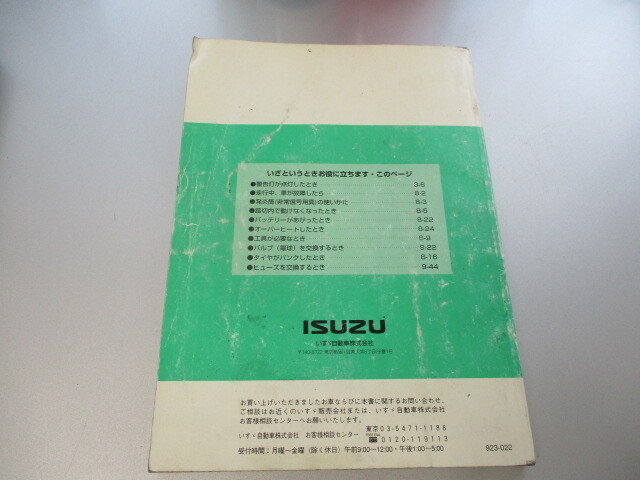 いざというときお役に立ちます・このページ
●警告灯が点灯したとき 3-6
●走行中、車が故障したら 8-2
●発炎筒(非常信号用具)の使いかた 8-3
●踏切内で動けなくなったとき 8-5
●バッテリーがあがったとき 8-22
●オーバーヒートしたとき 8-24
●工具が必要なとき 8-9
●バルブ(電球)を交換するとき
●タイヤがパンクしたとき 8-16
●ヒューズを交換するとき 9-44
ISUZU
いすゞ自動車株式会社
お買い上げいただきましたお車ならびに本書に関するお問い合わせ、
ご相談はお近くのいすゞ販売会社または、いすゞ自動車株式会社
お客様相談センターへお願いいたします。
いすゞ自動車株式会社 お客様相談センター 東京03-5471-1188
0120-119113
受付時間:月曜〜金曜(除く休日)午前9:00〜12:00・午後1:00〜5:00
923-022